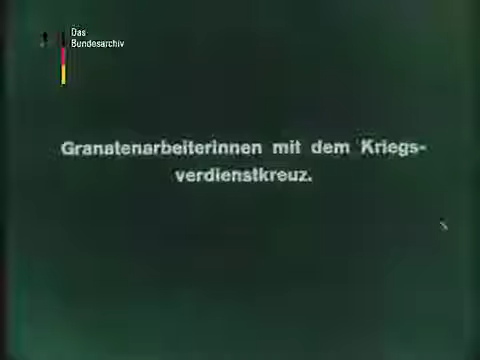 Das
Bundesarchiv
Granatenarbeiterinnen mit dem Kriegs-
verdienstkreuz.